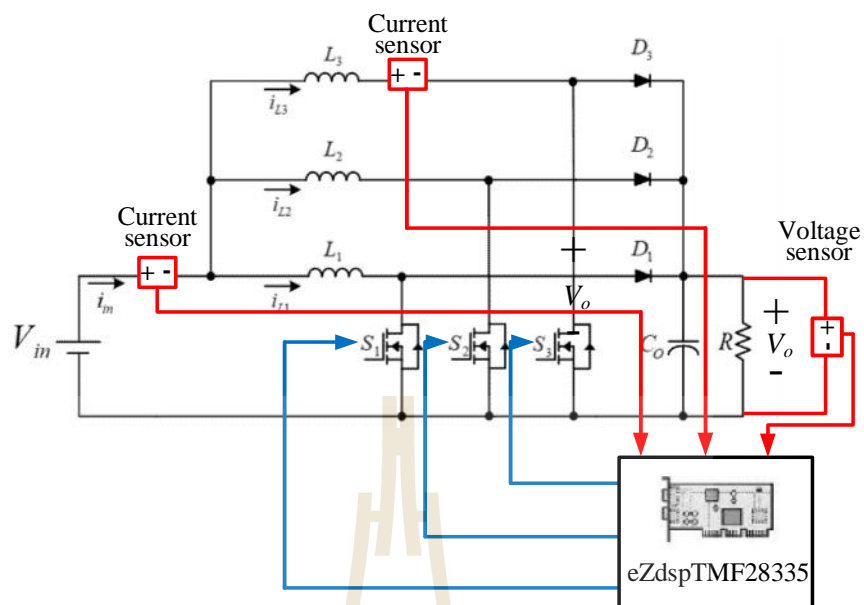 Current
sensor
L3
D3
+ -
iL3
L2
D2
iL2
Current
sensor
Voltage
sensor
L1
D1
+ -
+
iin
iL1
Vo
Vin
S1
S2
S3
Co
R
+
Vo
-
+
-
eZdspTMF28335